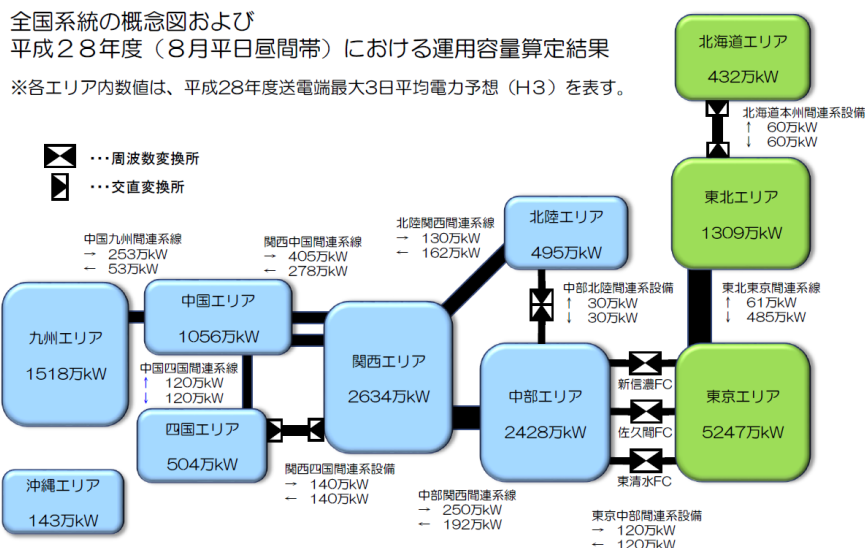 全国系統の概念図および
平成28年度(8月平日昼間帯)における運用容量算定結果
※各エリア内数値は、平成28年度送電端最大3日平均電力予想(H3)を表す。
・・・周波数変換所
・・・交直変換所
北海道エリア
432万kW
北海道本州間連系設備
↑ 60万kW
↓ 60万kW
東北エリア
1309万kW
北陸関西間連系線
→ 130万kW
← 162万kW
北陸エリア
495万kW
中国九州間連系線
→ 253万kW
← 53万kW
関西中国間連系線
→ 405万kW
← 278万kW
中部北陸間連系設備
↑ 30万kW
↓ 30万kW
東北東京間連系線
↑ 61万kW
↓ 485万kW
九州エリア
1518万kW
中国エリア
1056万kW
関西エリア
2634万kW
中部エリア
2428万kW
新信濃FC
佐久間FC
東清水FC
東京エリア
5247万kW
中国四国間連系線
↑ 120万kW
↓ 120万kW
四国エリア
504万kW
関西四国間連系設備
→ 140万kW
← 140万kW
沖縄エリア
143万kW
中部関西間連系線
→ 250万kW
← 192万kW
東京中部間連系設備
→ 120万kW
← 120万kW